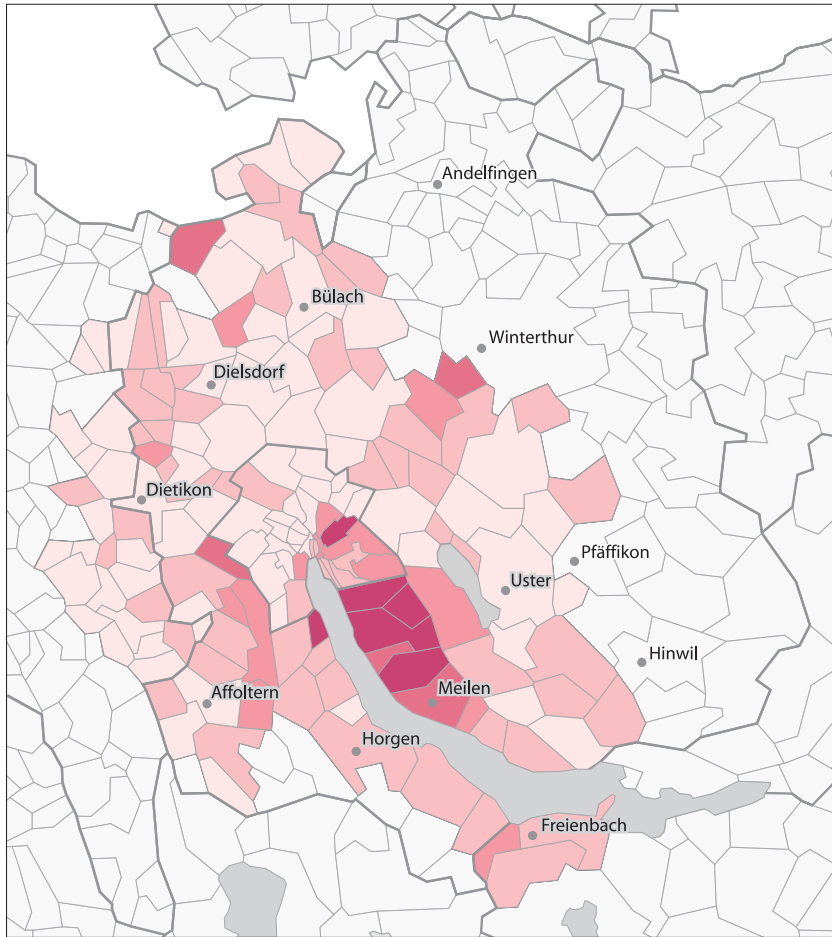 Andelfingen
Bülach
Winterthur
Dielsdorf
Dietikon
Pfäffikon
Uster
Hinwil
Affoltern
Meilen
Horgen
Freienbach